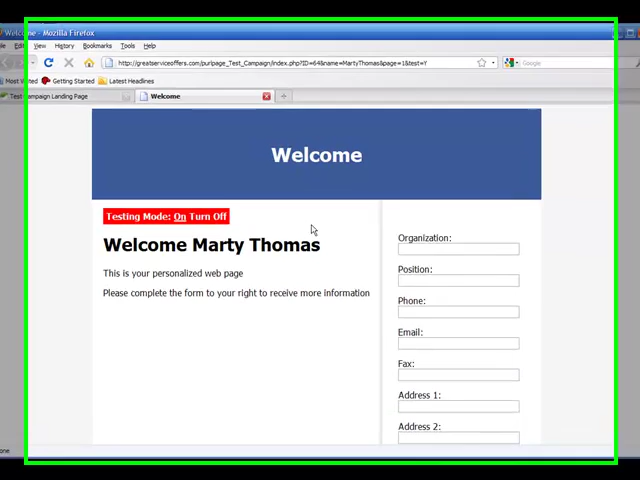 Welcome - Mozilla Firefox
Edit View History Bookmarks Tools Help
http://greatserviceoffers.com/purlpage_Test_Campaign/index.php?ID=64&name=MartyThomas&page=1&test=Y
Google
Most Visited Getting Started Latest Headlines
Test Campaign Landing Page
Welcome
Welcome
Testing Mode: On Turn Off
Welcome Marty Thomas
This is your personalized web page
Please complete the form to your right to receive more information
Organization:
Position:
Phone:
Email:
Fax:
Address 1:
Address 2: